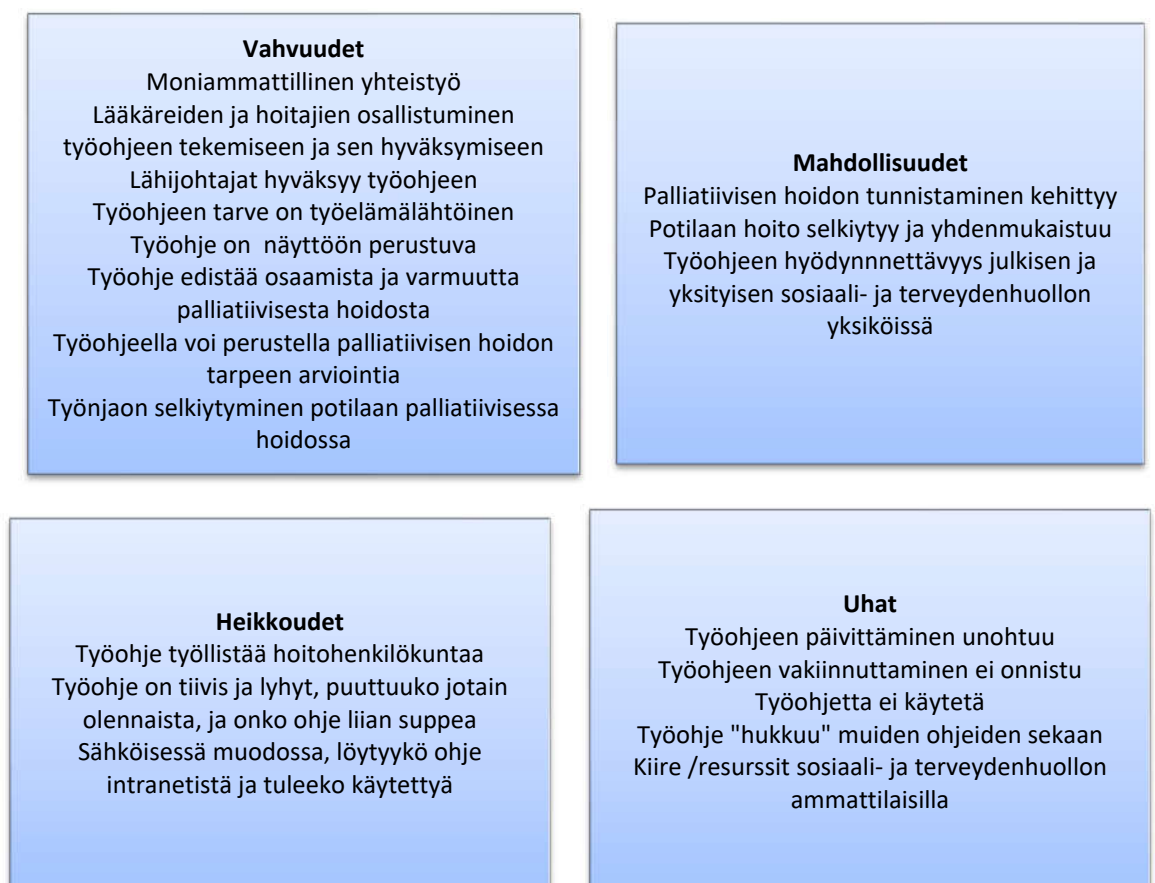 Vahvuudet
Moniammattillinen yhteistyö
Lääkäreiden ja hoitajien osallistuminen
työohjeen tekemiseen ja sen hyväksymiseen
Lähijohtajat hyväksyy työohjeen
Työohjeen tarve on työelämälähtöinen
Työohje on  näyttöön perustuva
Työohje edistää osaamista ja varmuutta
palliatiivisesta hoidosta
Työohjeella voi perustella palliatiivisen hoidon
tarpeen arviointia
Työnjaon selkiytyminen potilaan palliatiivisessa
hoidossa
Mahdollisuudet
Palliatiivisen hoidon tunnistaminen kehittyy
Potilaan hoito selkiytyy ja yhdenmukaistuu
Työohjeen hyödynnnettävyys julkisen ja
yksityisen sosiaali- ja terveydenhuollon
yksiköissä
Heikkoudet
Työohje työllistää hoitohenkilökuntaa
Työohje on tiivis ja lyhyt, puuttuuko jotain
olennaista, ja onko ohje liian suppea
Sähköisessä muodossa, löytyykö ohje
intranetistä ja tuleeko käytettyä
Uhat
Työohjeen päivittäminen unohtuu
Työohjeen vakiinnuttaminen ei onnistu
Työohjetta ei käytetä
Työohje "hukkuu" muiden ohjeiden sekaan
Kiire /resurssit sosiaali- ja terveydenhuollon
ammattilaisilla